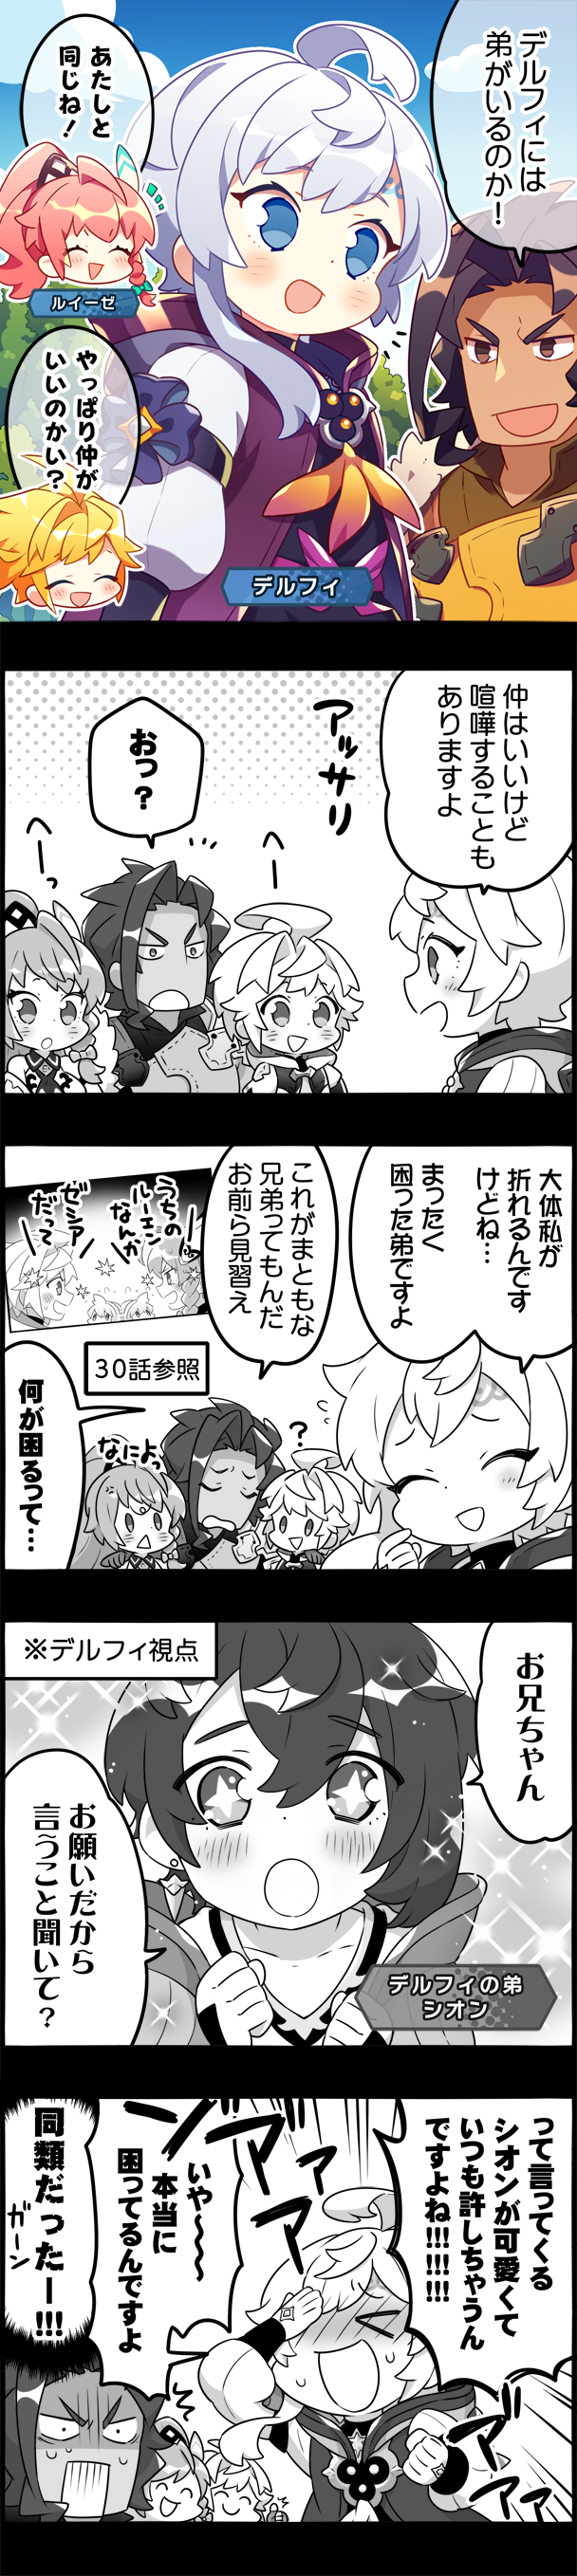 デルフィには
弟がいるのか！
あたしと
同じね！
ルイーゼ
やっぱり仲が
いいのかい？
デルフィ
仲はいいけど
喧嘩することも
ありますよ
アッサリ
へー
おっ？
へーっ
大体私が
折れるんです
けどね…
まったく
困った弟ですよ
これがまともな
兄弟ってもんだ
お前ら見習え
うちの
ルーエン
なんか
ゼシア
だって
30話参照
？
なによっ
何が困るって…
※デルフィ視点
お兄ちゃん
お願いだから
言うこと聞いて？
デルフィの弟
シオン
って言ってくる
シオンが可愛くて
いつも許しちゃうん
ですよね!!!!!!
いや〜〜〜
本当に
困ってるんですよ
同類だったー!!!
ガーン